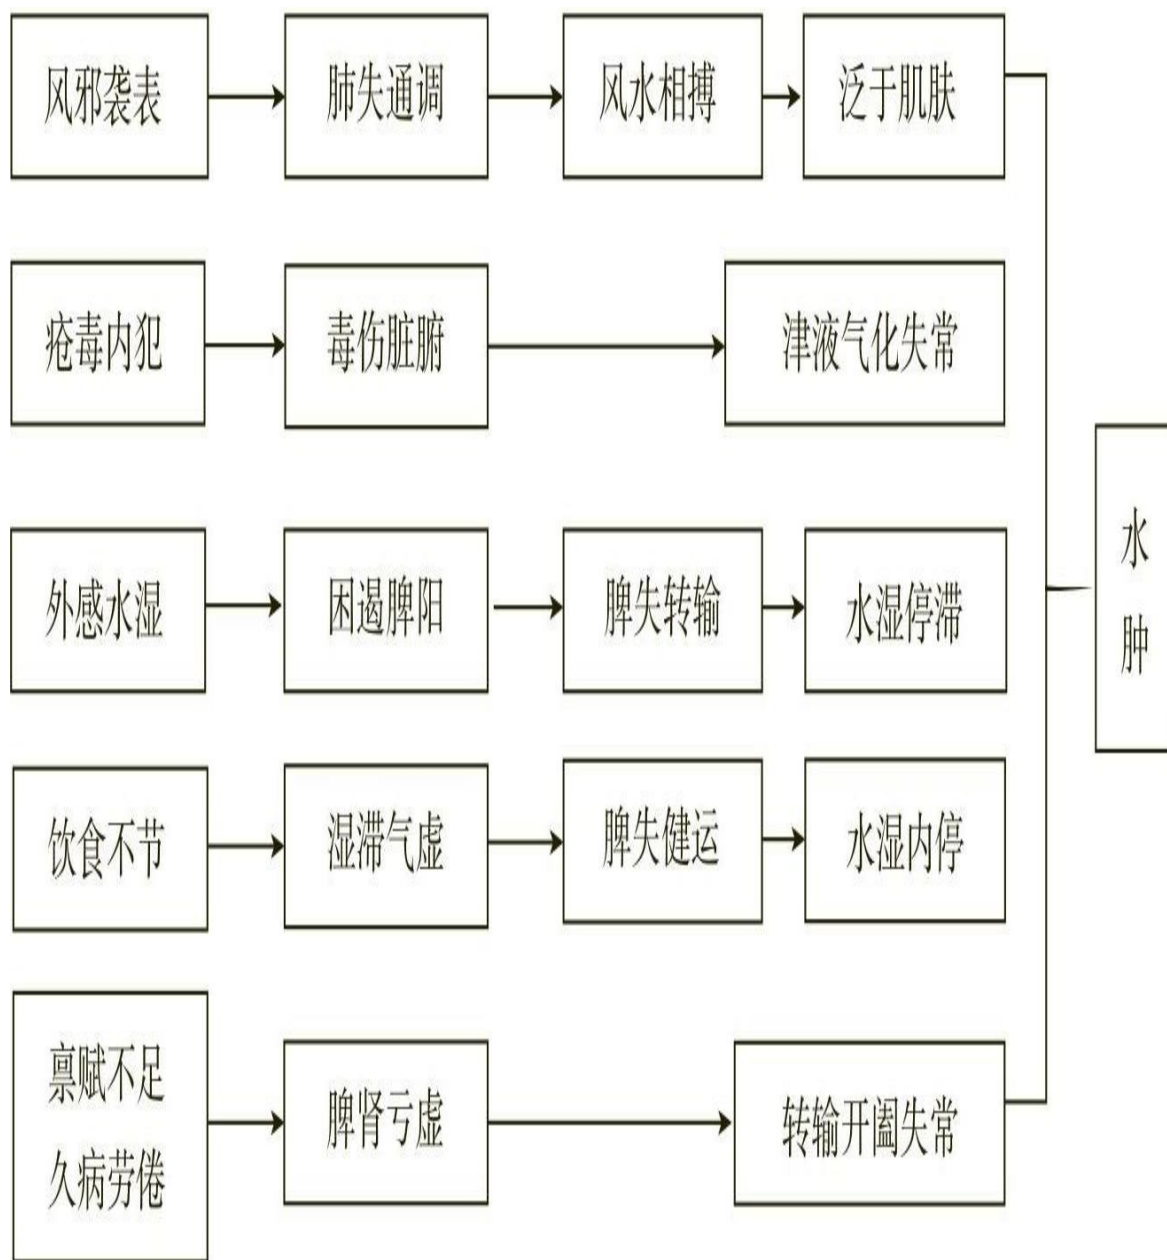 风邪袭表
肺失通调
风水相搏
泛于肌肤
疮毒内犯
毒伤脏腑
津液气化失常
外感水湿
困遏脾阳
脾失转输
水湿停滞
饮食不节
湿滞气虚
脾失健运
水湿内停
禀赋不足
久病劳倦
脾肾亏虚
转输开阖失常
水肿